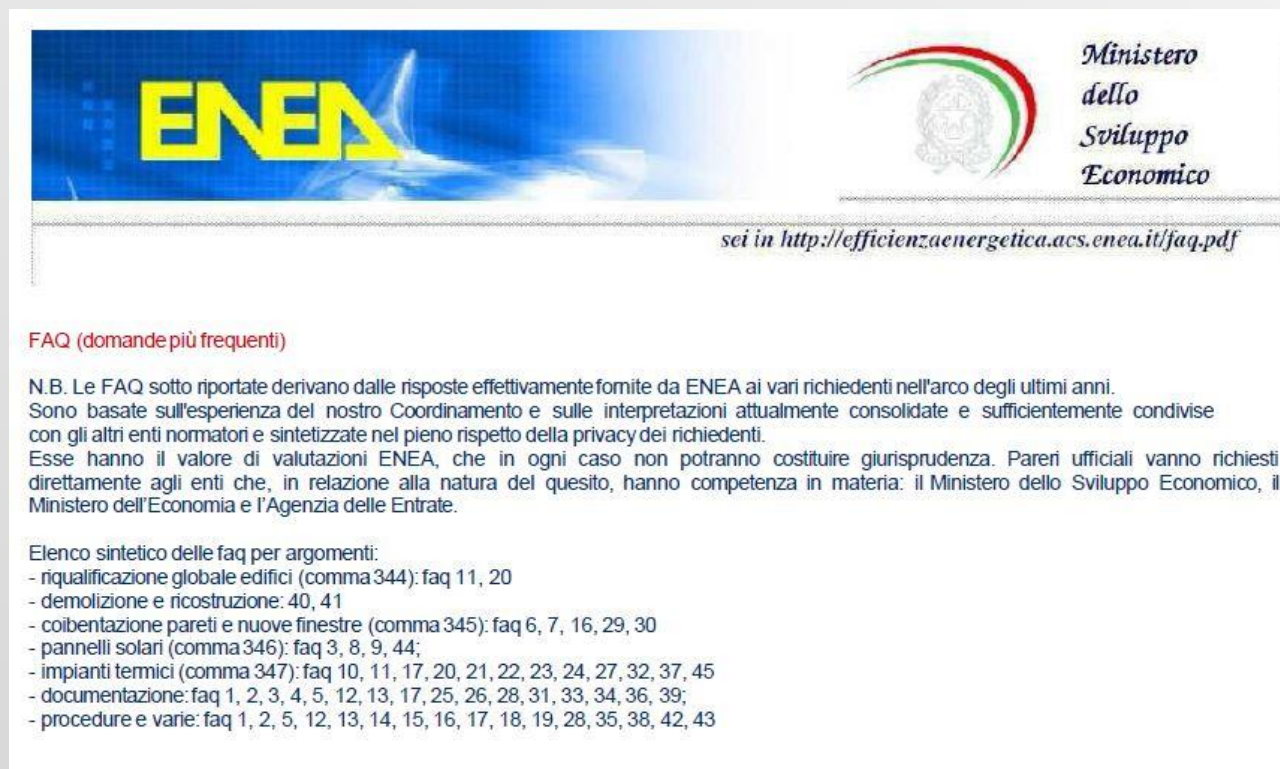 ENEA
Ministero
dello
Sviluppo
Economico
sei in http://efficienzaenergetica.acs.enea.it/faq.pdf
FAQ (domande più frequenti)
N.B. Le FAQ sotto riportate derivano dalle risposte effettivamente fornite da ENEA ai vari richiedenti nell'arco degli ultimi anni.
Sono basate sull'esperienza del nostro Coordinamento e sulle interpretazioni attualmente consolidate e sufficientemente condivise
con gli altri enti normatori e sintetizzate nel pieno rispetto della privacy dei richiedenti.
Esse hanno il valore di valutazioni ENEA, che in ogni caso non potranno costituire giurisprudenza. Pareri ufficiali vanno richiesti
direttamente agli enti che, in relazione alla natura del quesito, hanno competenza in materia: il Ministero dello Sviluppo Economico, il
Ministero dell'Economia e l'Agenzia delle Entrate.
Elenco sintetico delle faq per argomenti:
- riqualificazione globale edifici (comma 344): faq 11, 20
- demolizione e ricostruzione: 40, 41
- coibentazione pareti e nuove finestre (comma 345): faq 6, 7, 16, 29, 30
- pannelli solari (comma 346): faq 3, 8, 9, 44;
- impianti termici (comma 347): faq 10, 11, 17, 20, 21, 22, 23, 24, 27, 32, 37, 45
- documentazione: faq 1, 2, 3, 4, 5, 12, 13, 17, 25, 26, 28, 31, 33, 34, 36, 39;
- procedure e varie: faq 1, 2, 5, 12, 13, 14, 15, 16, 17, 18, 19, 28, 35, 38, 42, 43